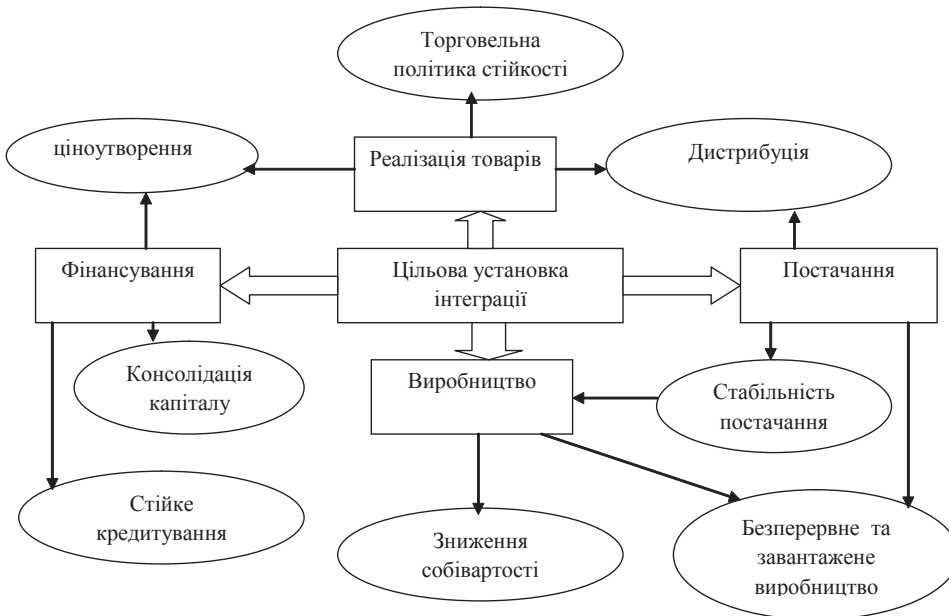 Торговельна
політика стійкості
ціноутворення
Реалізація товарів
Дистрибуція
Фінансування
Цільова установка
інтеграції
Постачання
Консолідація
капіталу
Виробництво
Стабільність
постачання
Стійке
кредитування
Зниження
собівартості
Безперервне та
завантажене
виробництво